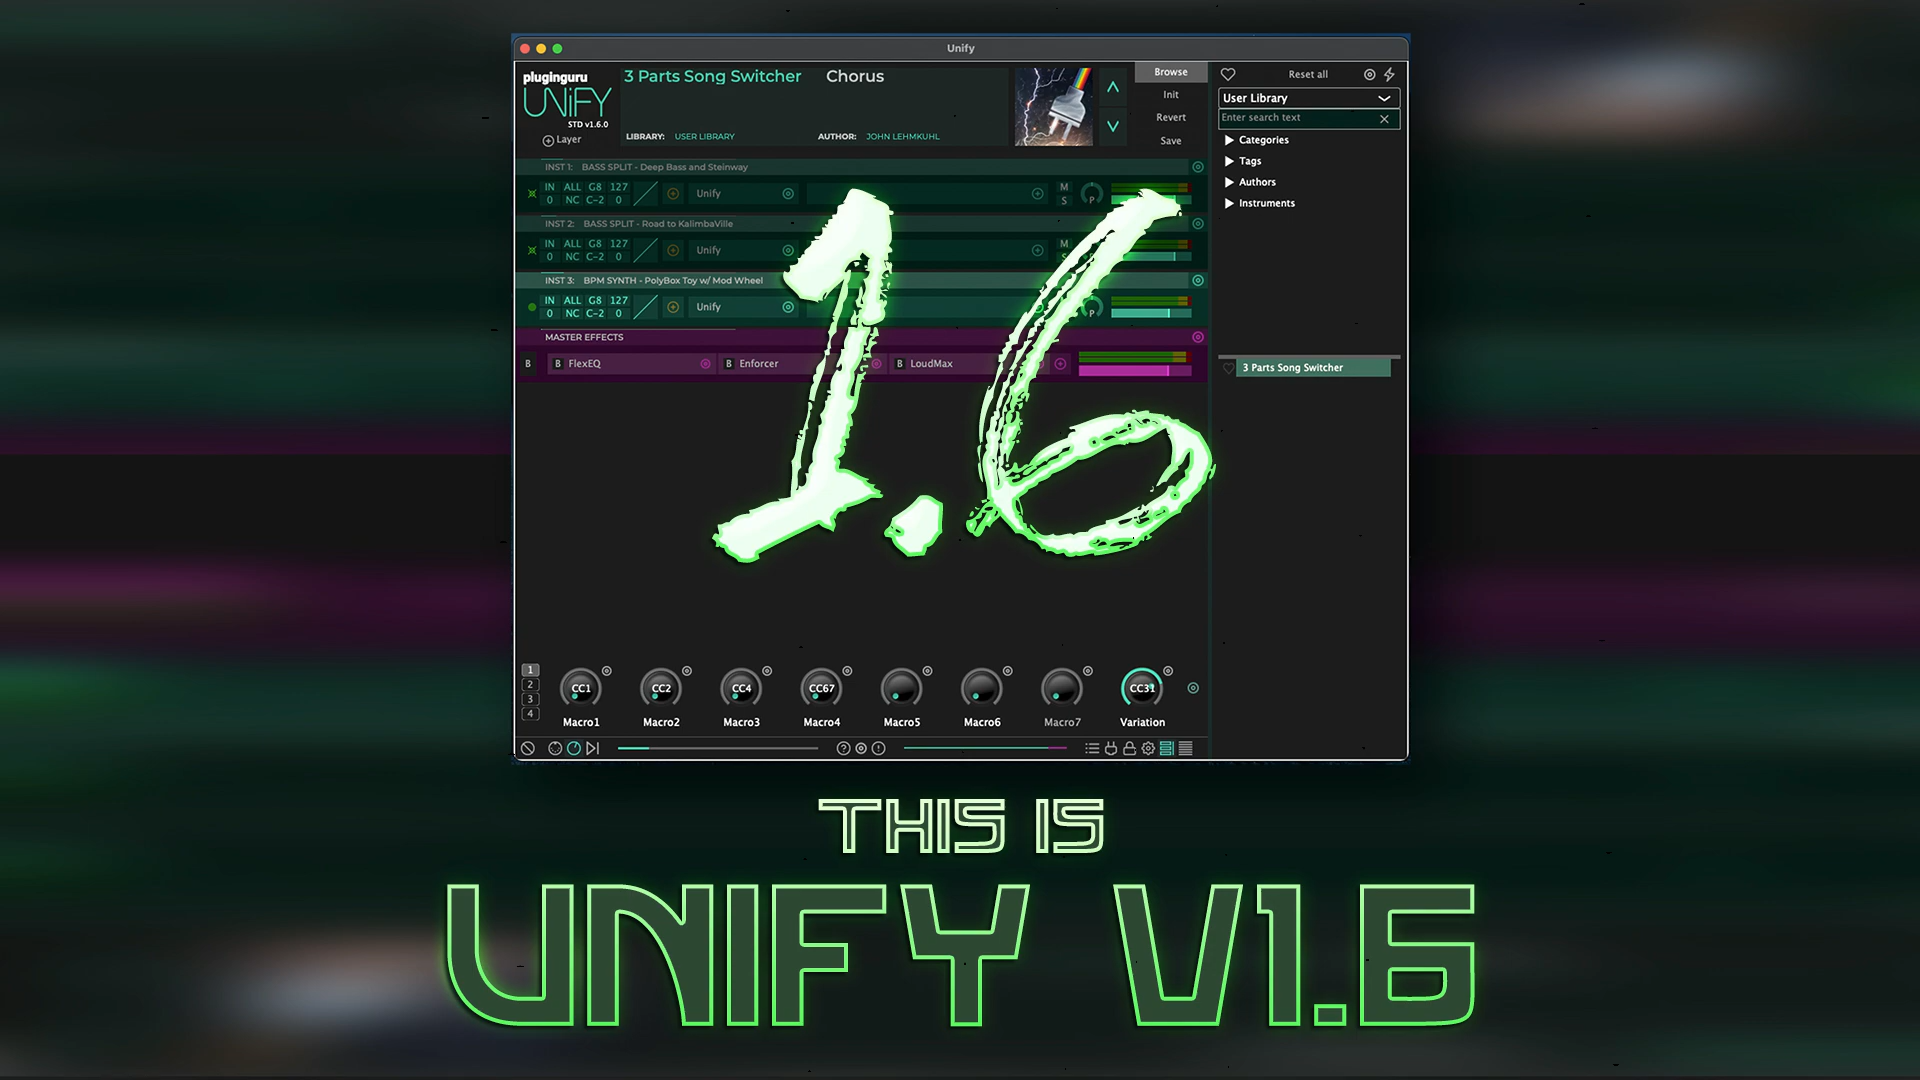 Unify
pluginguru
UNiFY
STD v1.6.0
Layer
3 Parts Song Switcher Chorus
LIBRARY: USER LIBRARY AUTHOR: JOHN LEHMKUHL
Browse
Init
Revert
Save
Reset all
User Library
Enter search text
Categories
Tags
Authors
Instruments
3 Parts Song Switcher
INST 1: BASS SPLIT - Deep Bass and Steinway
IN ALL G8 127 Unify M
0 NC C-2 0 S P
INST 2: BASS SPLIT - Road to KalimbaVille
IN ALL G8 127 Unify M
0 NC C-2 0
INST 3: BPM SYNTH - PolyBox Toy w/ Mod Wheel
IN ALL G8 127 Unify
0 NC C-2 0 P
MASTER EFFECTS
B B FlexEQ B Enforcer B LoudMax
1.6
1
2
3
4
CC1 CC2 CC4 CC67 CC31
Macro1 Macro2 Macro3 Macro4 Macro5 Macro6 Macro7 Variation
THIS IS
UNIFY V1.6